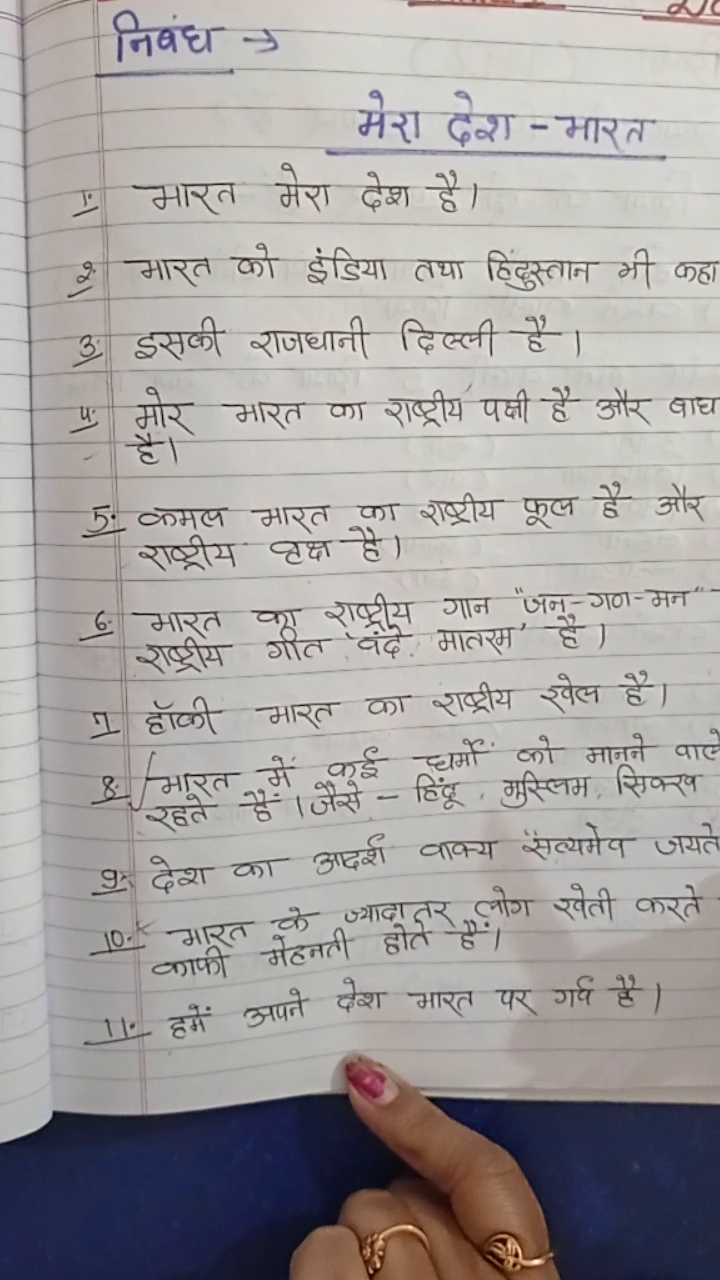 निबंध →
मेरा देश - भारत
1. भारत मेरा देश है।
2. भारत को इंडिया तथा हिंदुस्तान भी कहा
3. इसकी राजधानी दिल्ली है।
4. मोर भारत का राष्ट्रीय पक्षी है और बाघ
है।
5. कमल भारत का राष्ट्रीय फूल है और
राष्ट्रीय वृक्ष है।
6. भारत का राष्ट्रीय गान "जन-गण-मन"
राष्ट्रीय गीत 'वंदे मातरम' है।
7. हॉकी भारत का राष्ट्रीय खेल है।
8. भारत में कई धर्मों को मानने वाले
रहते हैं। जैसे - हिंदू, मुस्लिम, सिक्ख
9. देश का आदर्श वाक्य "सत्यमेव जयते
10. भारत के ज्यादातर लोग खेती करते
काफी मेहनती होते हैं।
11. हमें अपने देश भारत पर गर्व है।